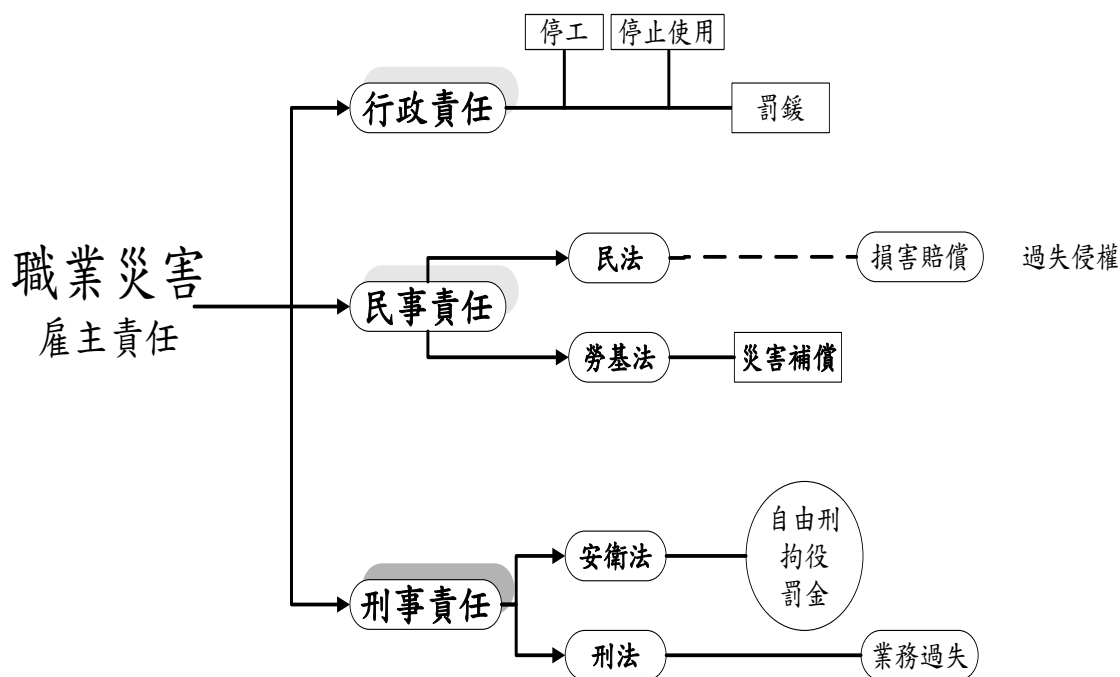 停工
停止使用
行政責任
罰鍰
民法
損害賠償
過失侵權
職業災害
雇主責任
民事責任
勞基法
災害補償
自由刑
拘役
罰金
安衛法
刑事責任
刑法
業務過失